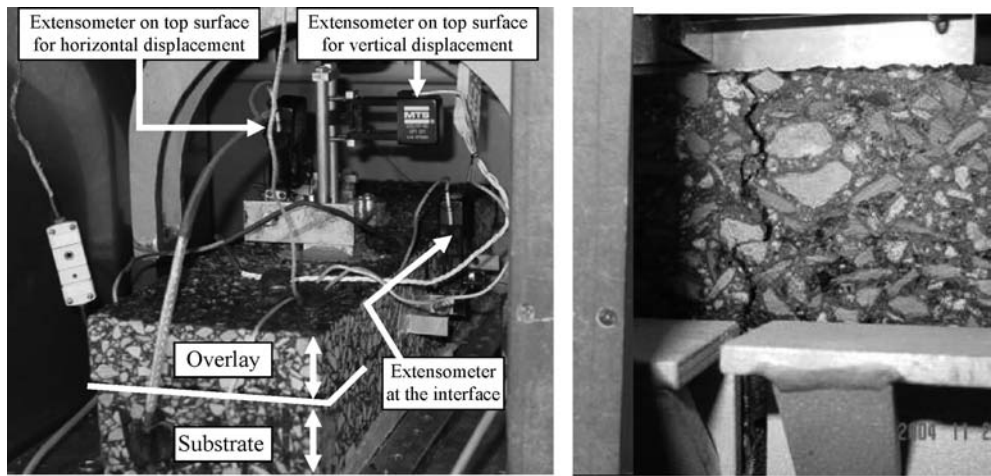 Extensometer on top surface
for horizontal displacement
Extensometer on top surface
for vertical displacement
MTS
Overlay
Extensometer
at the interface
Substrate
2004 11 2